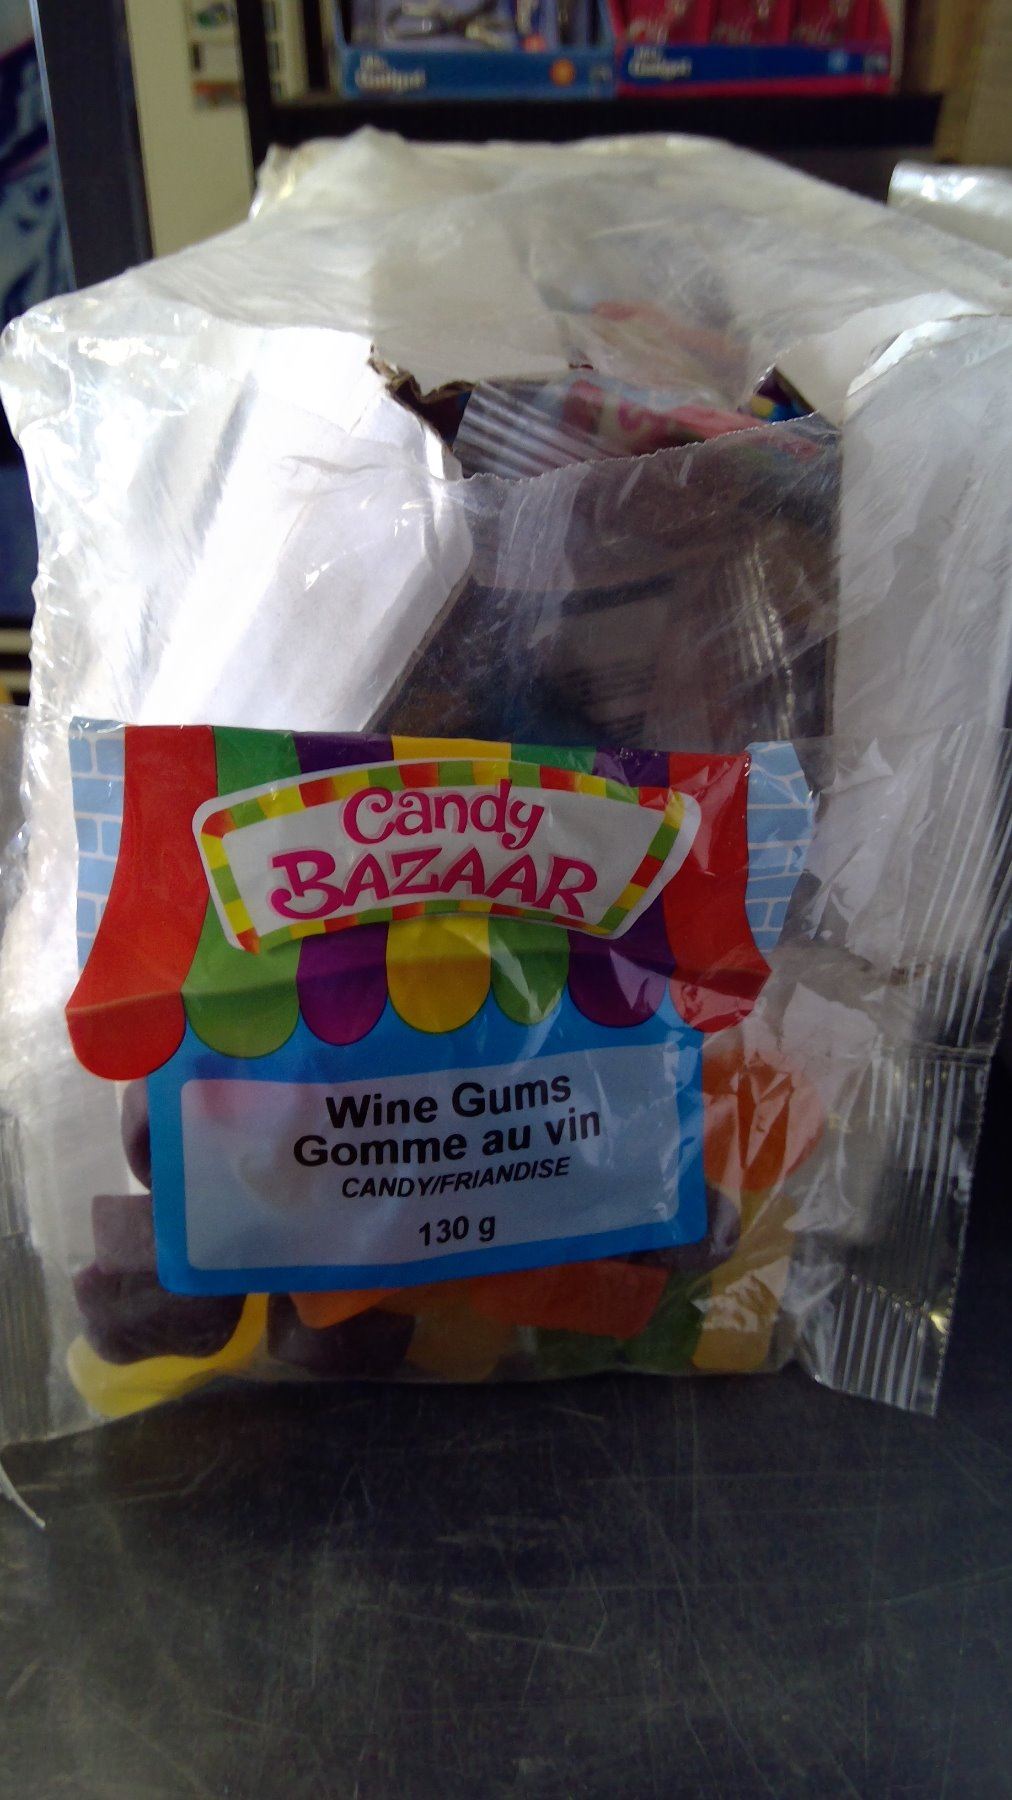 Candy
BAZAAR
Wine Gums
Gomme au vin
CANDY/FRIANDISE
130 g